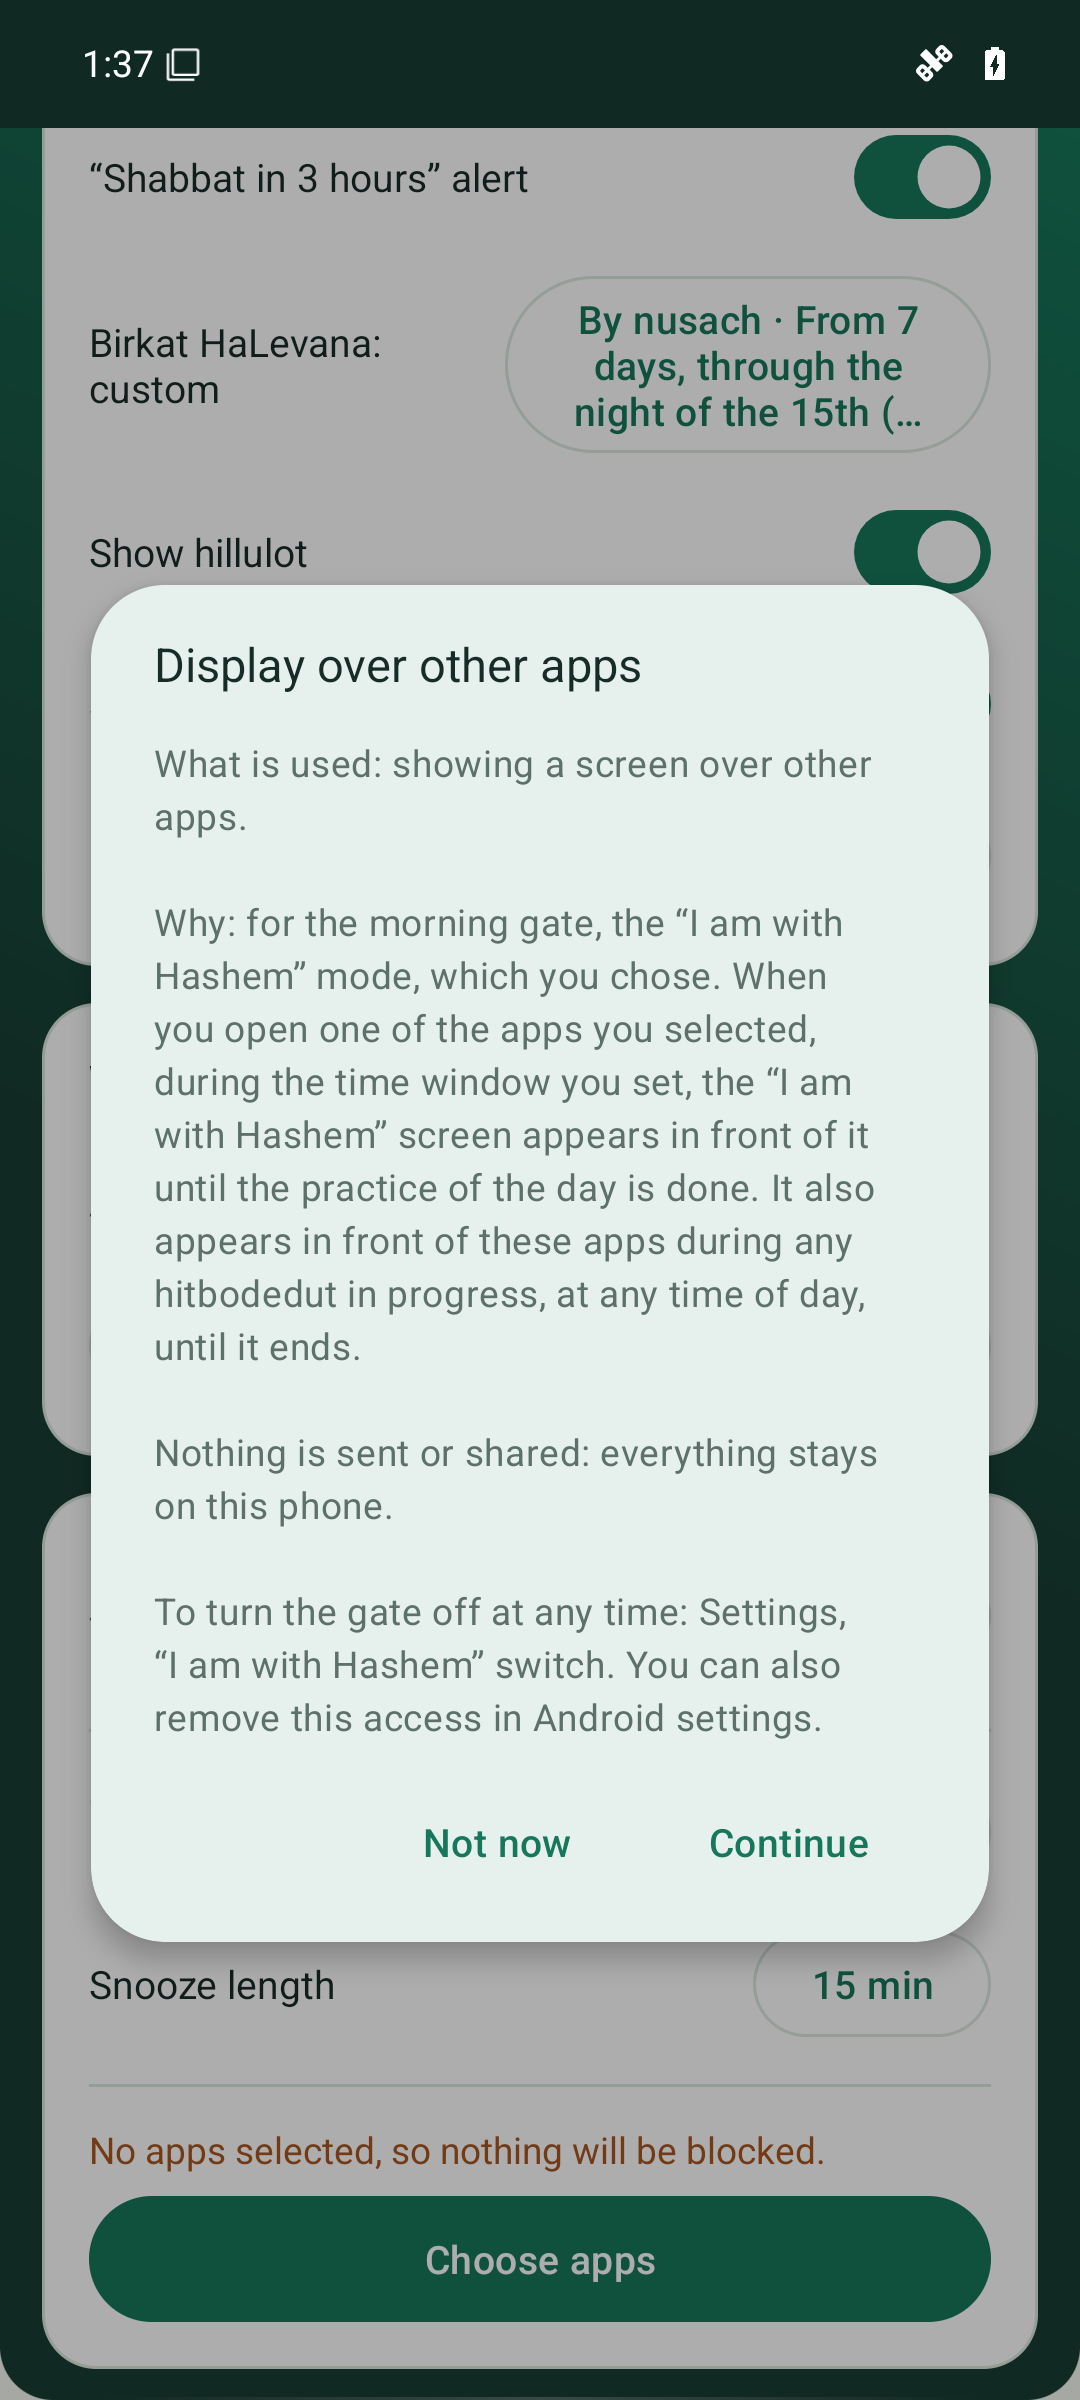 1:37
“Shabbat in 3 hours” alert
Birkat HaLevana:
custom
By nusach · From 7
days, through the
night of the 15th (…
Show hillulot
Display over other apps
What is used: showing a screen over other
apps.
Why: for the morning gate, the “I am with
Hashem” mode, which you chose. When
you open one of the apps you selected,
during the time window you set, the “I am
with Hashem” screen appears in front of it
until the practice of the day is done. It also
appears in front of these apps during any
hitbodedut in progress, at any time of day,
until it ends.
Nothing is sent or shared: everything stays
on this phone.
To turn the gate off at any time: Settings,
“I am with Hashem” switch. You can also
remove this access in Android settings.
Not now
Continue
Snooze length
15 min
No apps selected, so nothing will be blocked.
Choose apps